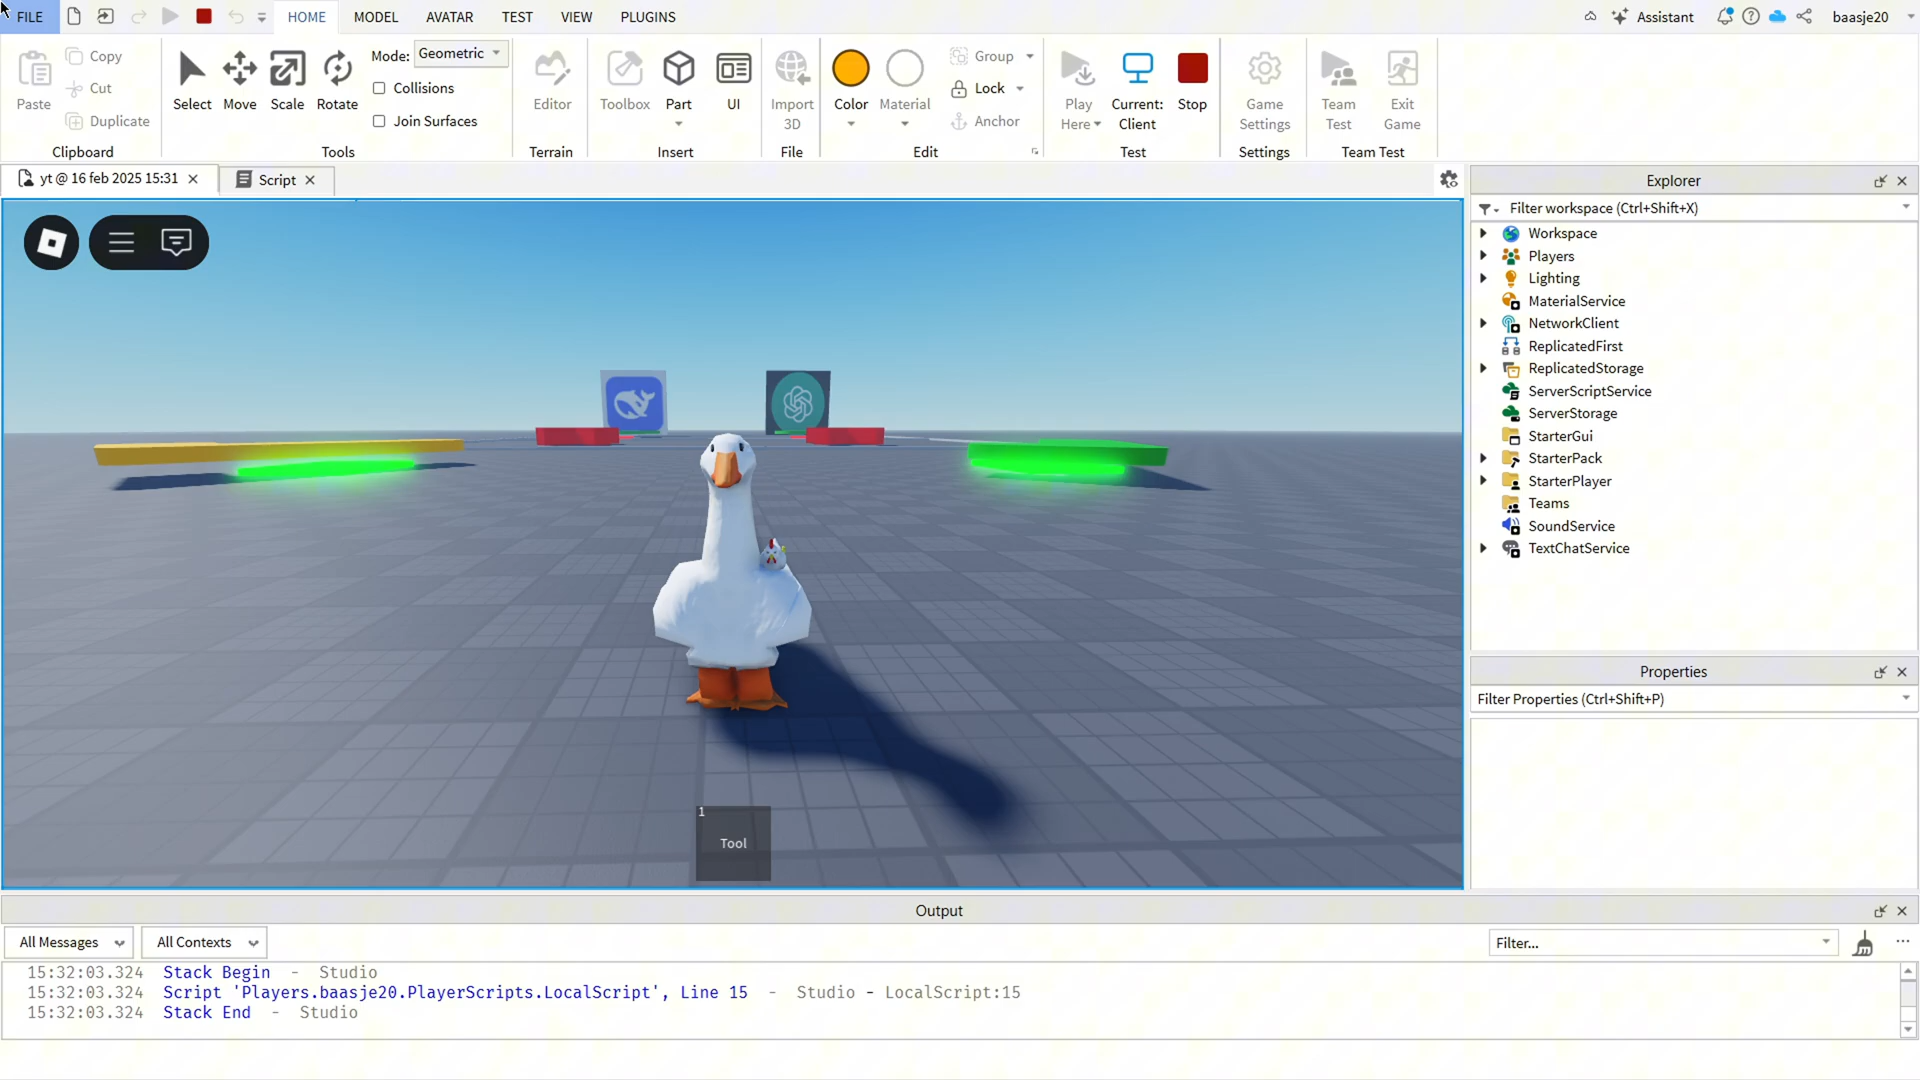 FILE
HOME
MODEL
AVATAR
TEST
VIEW
PLUGINS
Assistant
baasje20
Paste
Copy
Cut
Duplicate
Clipboard
Select
Move
Scale
Rotate
Mode:
Geometric
Collisions
Join Surfaces
Tools
Editor
Terrain
Toolbox
Part
UI
Insert
Import
3D
File
Color
Material
Group
Lock
Anchor
Edit
Play
Here
Current:
Client
Stop
Test
Game
Settings
Settings
Team
Test
Exit
Game
Team Test
yt @ 16 feb 2025 15:31
Script
Explorer
Filter workspace (Ctrl+Shift+X)
Workspace
Players
Lighting
MaterialService
NetworkClient
ReplicatedFirst
ReplicatedStorage
ServerScriptService
ServerStorage
StarterGui
StarterPack
StarterPlayer
Teams
SoundService
TextChatService
Properties
Filter Properties (Ctrl+Shift+P)
1
Tool
Output
All Messages
All Contexts
Filter...
15:32:03.324 Stack Begin - Studio
15:32:03.324 Script 'Players.baasje20.PlayerScripts.LocalScript', Line 15 - Studio - LocalScript:15
15:32:03.324 Stack End - Studio